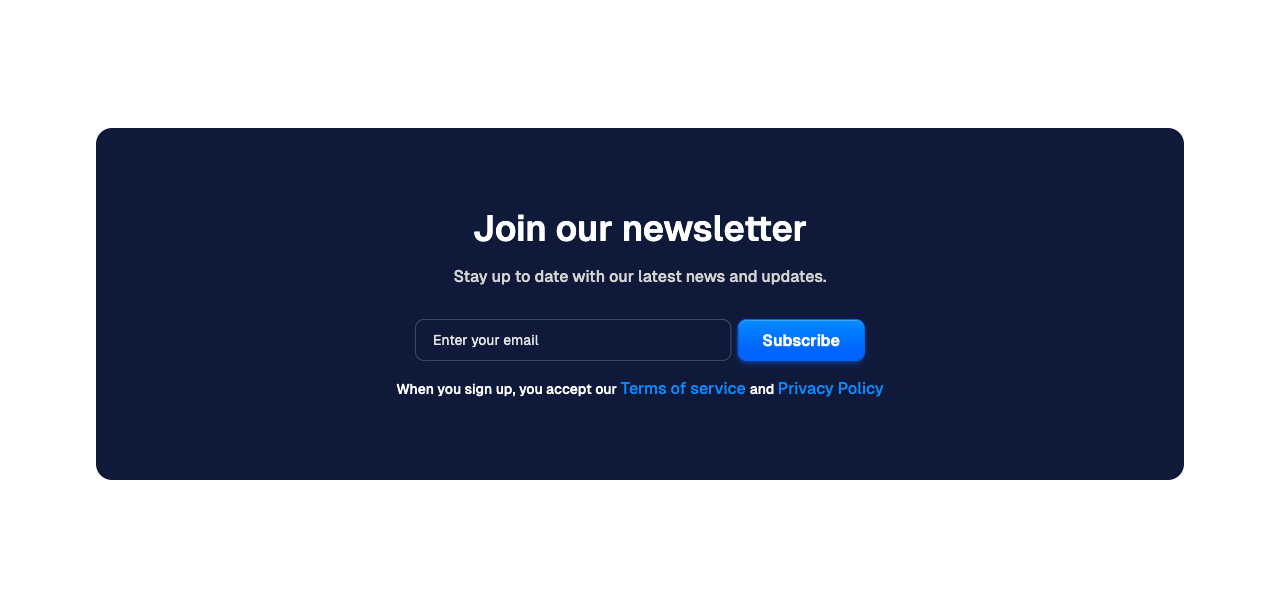 Join our newsletter
Stay up to date with our latest news and updates.
Enter your email
Subscribe
When you sign up, you accept our Terms of service and Privacy Policy